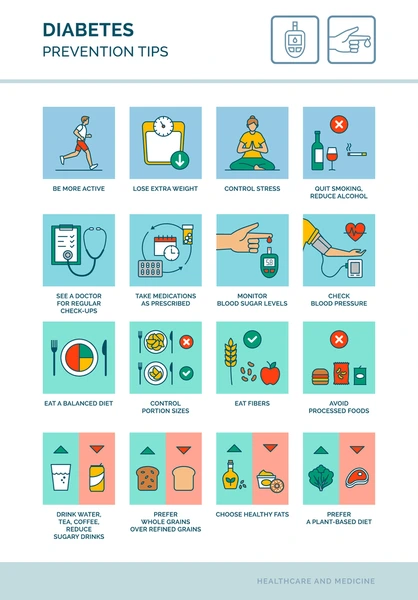 DIABETES
PREVENTION TIPS
BE MORE ACTIVE
LOSE EXTRA WEIGHT
CONTROL STRESS
QUIT SMOKING,
REDUCE ALCOHOL
SEE A DOCTOR
FOR REGULAR
CHECK-UPS
TAKE MEDICATIONS
AS PRESCRIBED
MONITOR
BLOOD SUGAR LEVELS
CHECK
BLOOD PRESSURE
EAT A BALANCED DIET
CONTROL
PORTION SIZES
EAT FIBERS
AVOID
PROCESSED FOODS
DRINK WATER,
TEA, COFFEE,
REDUCE
SUGARY DRINKS
PREFER
WHOLE GRAINS
OVER REFINED GRAINS
CHOOSE HEALTHY FATS
PREFER
A PLANT-BASED DIET
HEALTHCARE AND MEDICINE